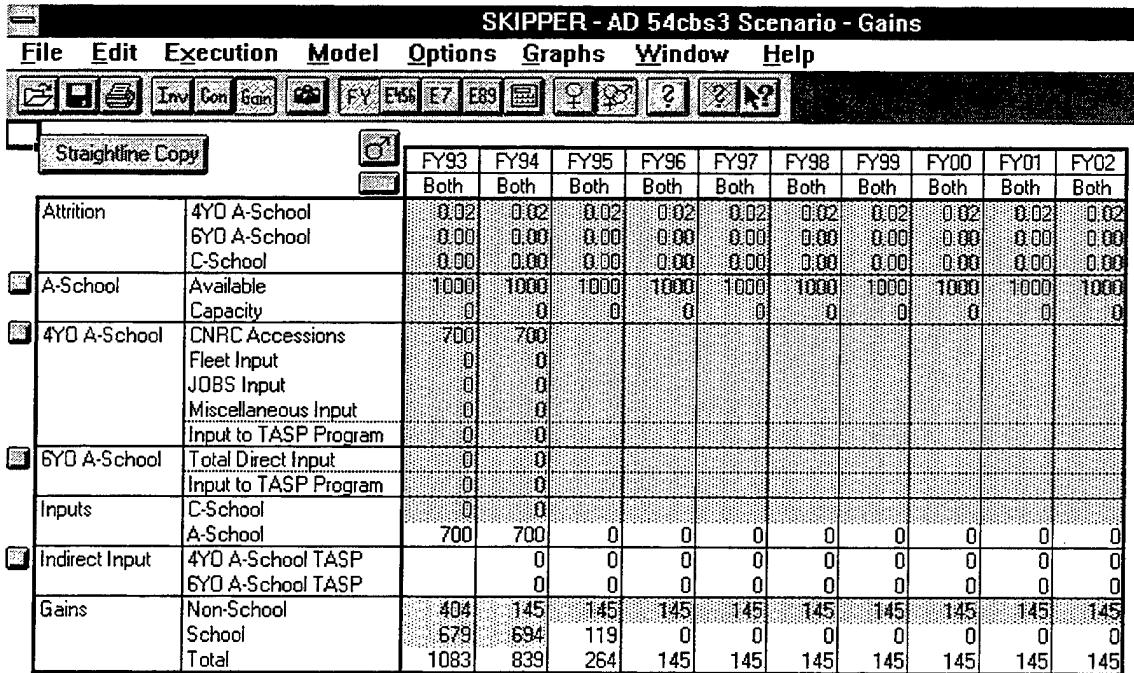 SKIPPER - AD 54cbs3 Scenario - Gains
File Edit Execution Model Options Graphs Window Help
Inv Con Gain FY E456 E7 E89 ? ? ?
Straightline Copy
FY93 FY94 FY95 FY96 FY97 FY98 FY99 FY00 FY01 FY02
Both Both Both Both Both Both Both Both Both Both
Attrition 4YO A-School 0.02 0.02 0.02 0.02 0.02 0.02 0.02 0.02 0.02 0.02
6YO A-School 0.00 0.00 0.00 0.00 0.00 0.00 0.00 0.00 0.00 0.00
C-School 0.00 0.00 0.00 0.00 0.00 0.00 0.00 0.00 0.00 0.00
A-School Available 1000 1000 1000 1000 1000 1000 1000 1000 1000 1000
Capacity 0 0 0 0 0 0 0 0 0 0
4YO A-School CNRC Accessions 700 700
Fleet Input 0 0
JOBS Input 0 0
Miscellaneous Input 0 0
Input to TASP Program 0 0
6YO A-School Total Direct Input 0 0
Input to TASP Program 0 0
Inputs C-School 0 0
A-School 700 700 0 0 0 0 0 0 0 0
Indirect Input 4YO A-School TASP 0 0 0 0 0 0 0 0 0
6YO A-School TASP 0 0 0 0 0 0 0 0 0
Gains Non-School 404 145 145 145 145 145 145 145 145 145
School 679 694 119 0 0 0 0 0 0 0
Total 1083 839 264 145 145 145 145 145 145 145